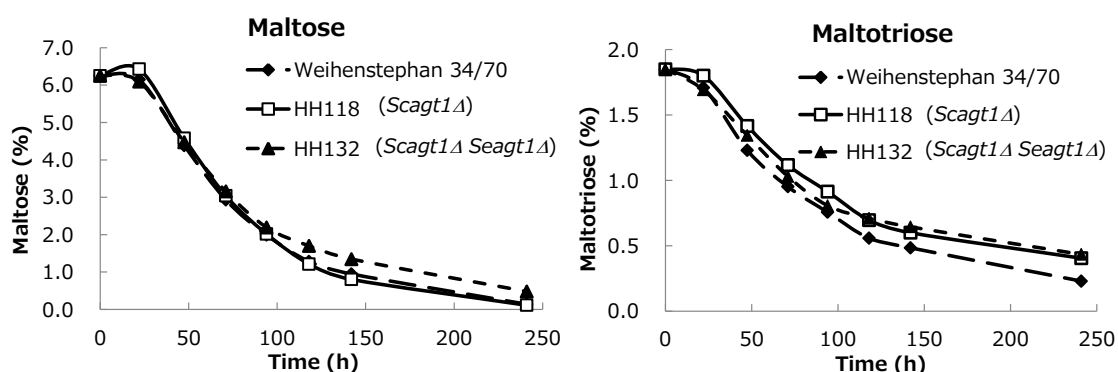 Maltose
7.0
6.0
5.0
4.0
3.0
2.0
1.0
0.0
Maltose (%)
Weihenstephan 34/70
HH118 (Scagt1Δ)
HH132 (Scagt1Δ Seagt1Δ)
0 50 100 150 200 250
Time (h)
Maltotriose
2.0
1.5
1.0
0.5
0.0
Maltotriose (%)
Weihenstephan 34/70
HH118 (Scagt1Δ)
HH132 (Scagt1Δ Seagt1Δ)
0 50 100 150 200 250
Time (h)